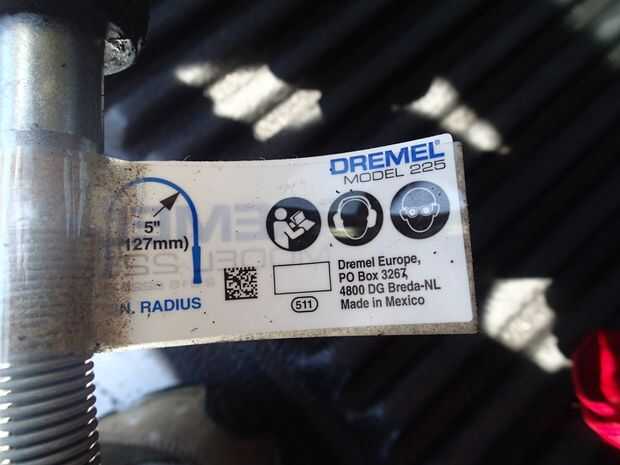 DREMEL®
MODEL 225
5"
127mm)
N. RADIUS
511
Dremel Europe,
PO Box 3267,
4800 DG Breda-NL
Made in Mexico